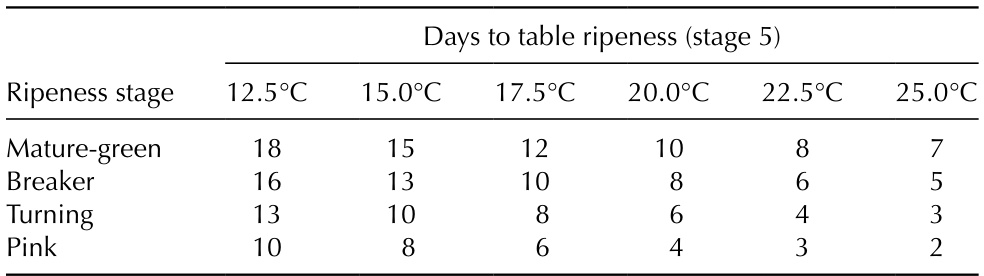 Days to table ripeness (stage 5)
Ripeness stage 12.5°C 15.0°C 17.5°C 20.0°C 22.5°C 25.0°C
Mature-green 18 15 12 10 8 7
Breaker 16 13 10 8 6 5
Turning 13 10 8 6 4 3
Pink 10 8 6 4 3 2